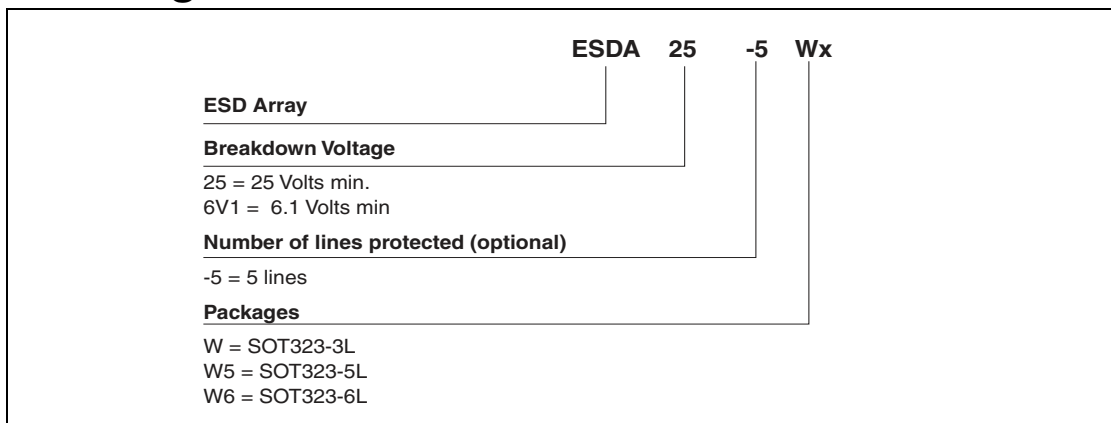 ESDA 25 -5 Wx
ESD Array
Breakdown Voltage
25 = 25 Volts min.
6V1 = 6.1 Volts min
Number of lines protected (optional)
-5 = 5 lines
Packages
W = SOT323-3L
W5 = SOT323-5L
W6 = SOT323-6L